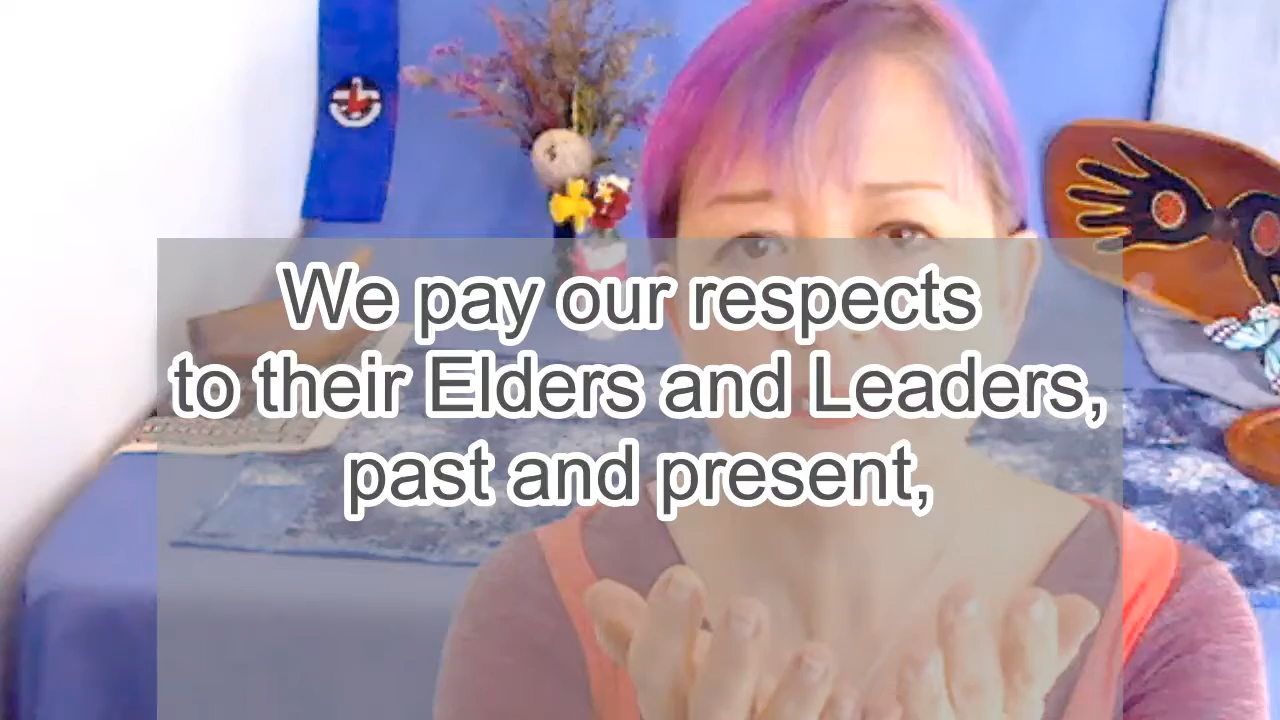 We pay our respects
to their Elders and Leaders,
past and present,